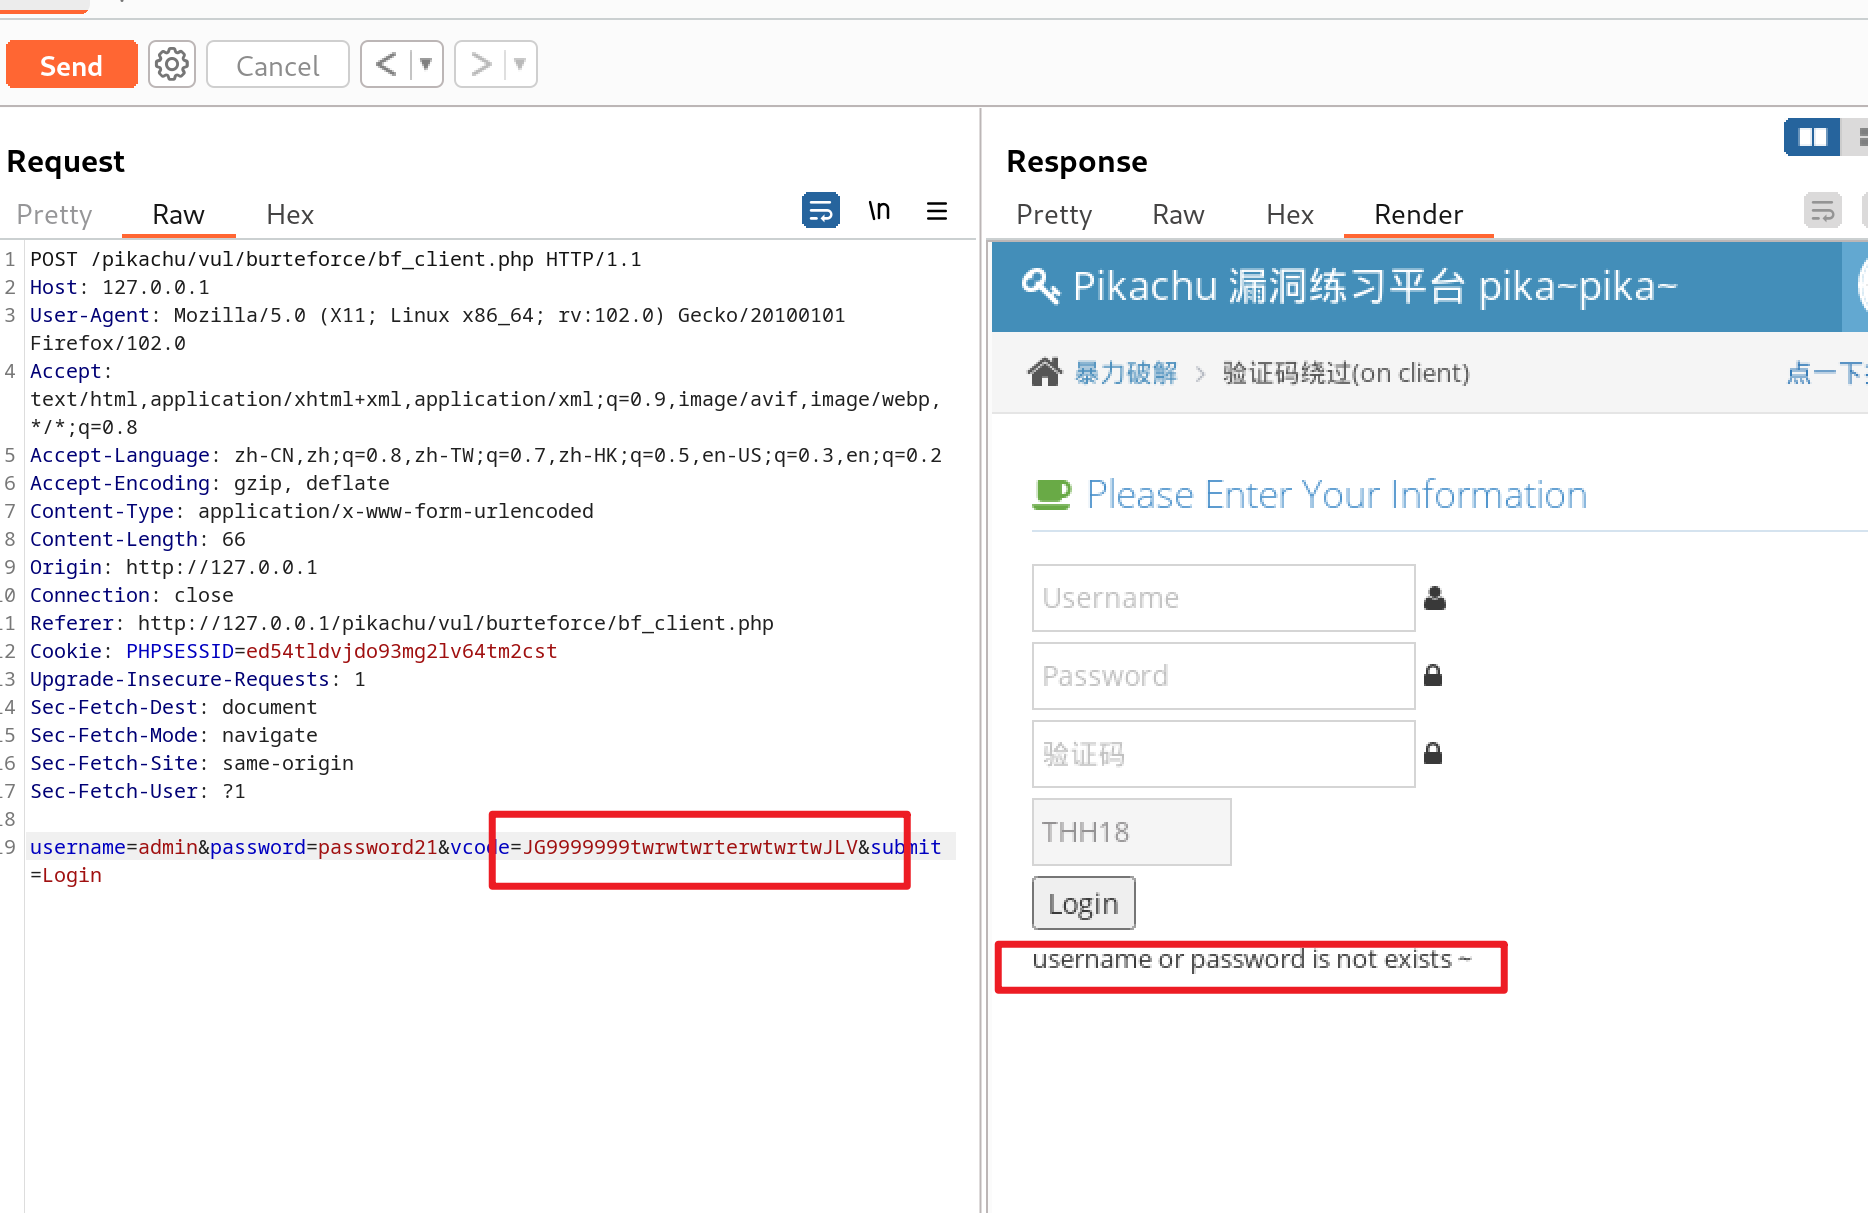 Send
Cancel
<
>
Request
Pretty
Raw
Hex
\n
1 POST /pikachu/vul/burteforce/bf_client.php HTTP/1.1
2 Host: 127.0.0.1
3 User-Agent: Mozilla/5.0 (X11; Linux x86_64; rv:102.0) Gecko/20100101
Firefox/102.0
4 Accept:
text/html,application/xhtml+xml,application/xml;q=0.9,image/avif,image/webp,
*/*;q=0.8
5 Accept-Language: zh-CN,zh;q=0.8,zh-TW;q=0.7,zh-HK;q=0.5,en-US;q=0.3,en;q=0.2
6 Accept-Encoding: gzip, deflate
7 Content-Type: application/x-www-form-urlencoded
8 Content-Length: 66
9 Origin: http://127.0.0.1
10 Connection: close
11 Referer: http://127.0.0.1/pikachu/vul/burteforce/bf_client.php
12 Cookie: PHPSESSID=ed54tldvjdo93mg2lv64tm2cst
13 Upgrade-Insecure-Requests: 1
14 Sec-Fetch-Dest: document
15 Sec-Fetch-Mode: navigate
16 Sec-Fetch-Site: same-origin
17 Sec-Fetch-User: ?1
18
19 username=admin&password=password21&vcode=JG9999999twrwtwrterwtwrtwJLV&submit
=Login
Response
Pretty
Raw
Hex
Render
Pikachu 漏洞练习平台 pika~pika~
暴力破解 > 验证码绕过(on client)
点一下
Please Enter Your Information
Username
Password
验证码
THH18
Login
username or password is not exists ~